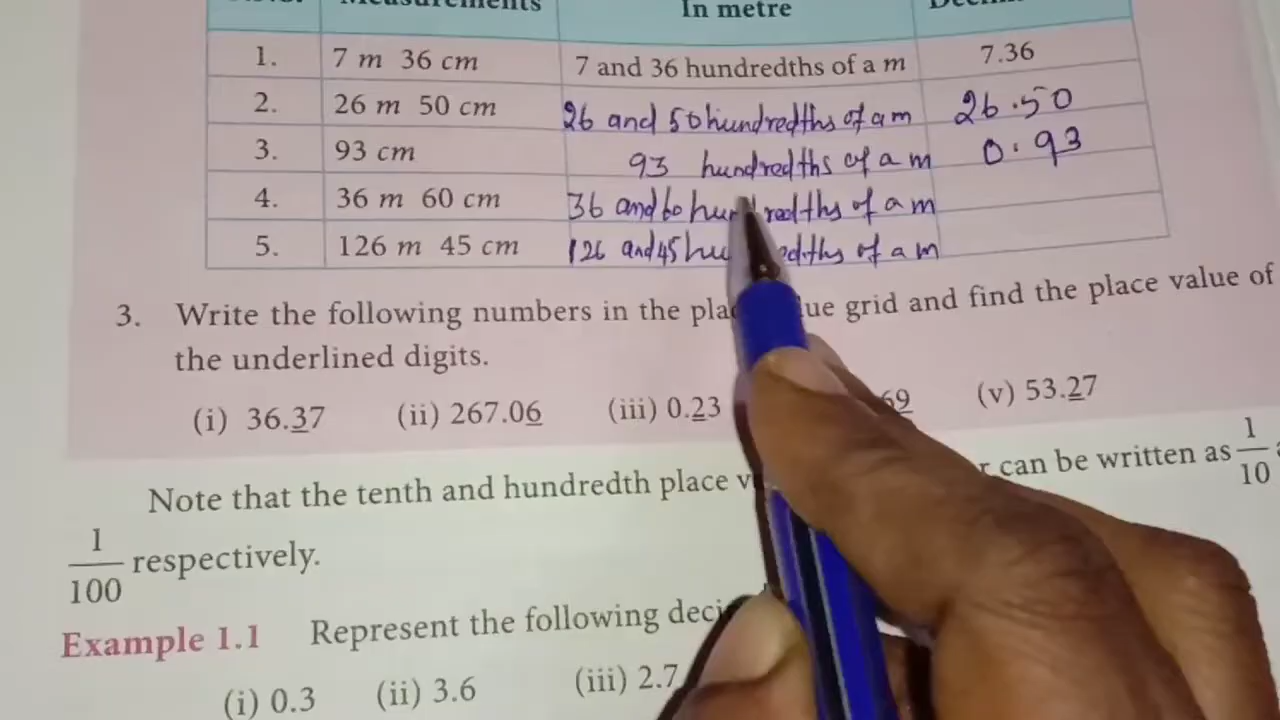 Measurements In metre
1. 7 m 36 cm 7 and 36 hundredths of a m 7.36
2. 26 m 50 cm 26 and 50 hundredths of a m 26.50
3. 93 cm 93 hundredths of a m 0.93
4. 36 m 60 cm 36 and 60 hundredths of a m
5. 126 m 45 cm 126 and 45 of a m
3. Write the following numbers in the grid and find the place value of
the underlined digits.
(i) 36.37 (ii) 267.06 (iii) 0.23 69 (v) 53.27
Note that the tenth and hundredth place can be written as 1/10
1/100 respectively.
Example 1.1 Represent the following
(i) 0.3 (ii) 3.6 (iii) 2.7